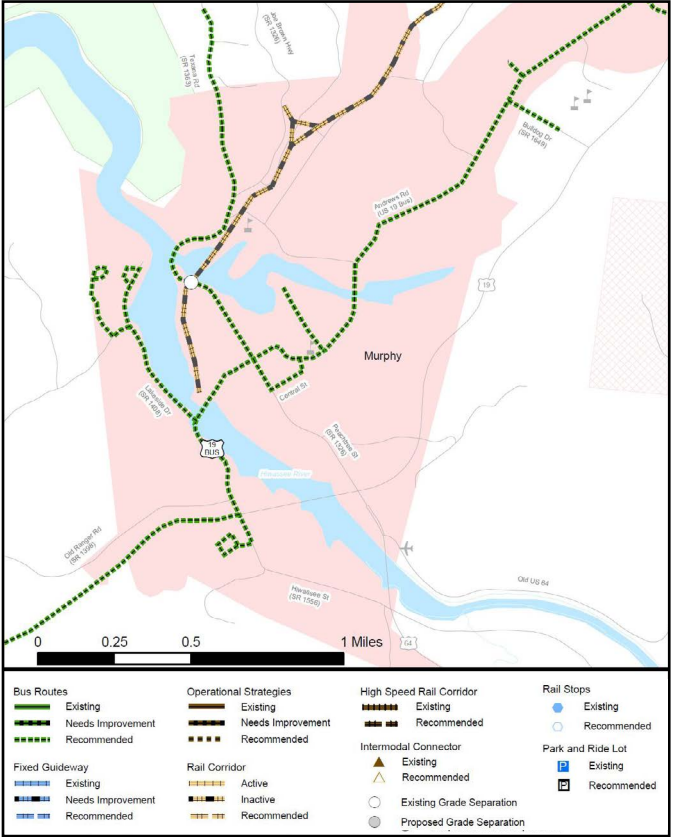 Joe Brown Hwy
(SR 1326)
Texana Rd
(SR 1363)
Bulldog Dr
(SR 1649)
Andrews Rd
(US 19 Bus)
19
Murphy
Lakeside Dr
(SR 1408)
Central St
Peachtree St
(SR 1326)
19
BUS
Hiwassee River
Old Ranger Rd
(SR 1398)
Old US 64
Hiwassee St
(SR 1556)
64
0 0.25 0.5 1 Miles
Bus Routes
Existing
Needs Improvement
Recommended
Fixed Guideway
Existing
Needs Improvement
Recommended
Operational Strategies
Existing
Needs Improvement
Recommended
Rail Corridor
Active
Inactive
Recommended
High Speed Rail Corridor
Existing
Recommended
Intermodal Connector
Existing
Recommended
Existing Grade Separation
Proposed Grade Separation
Rail Stops
Existing
Recommended
Park and Ride Lot
P Existing
P Recommended